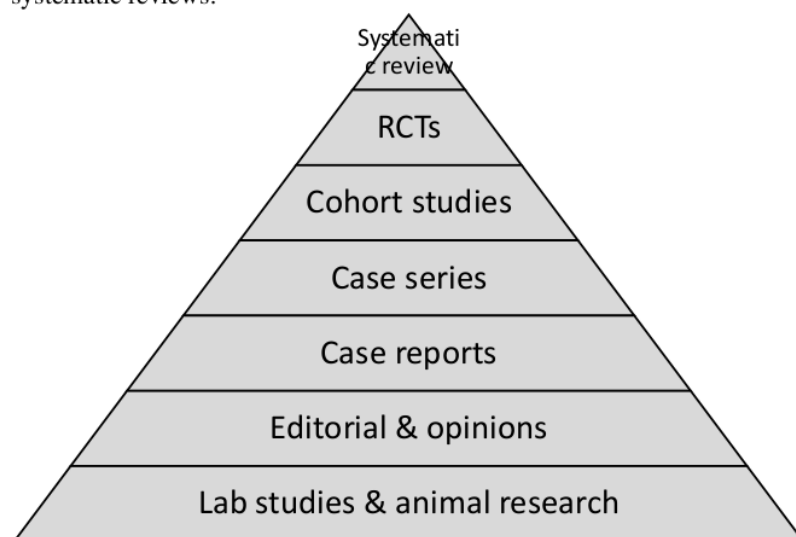 systematic reviews.
Systemati
c review
RCTs
Cohort studies
Case series
Case reports
Editorial & opinions
Lab studies & animal research